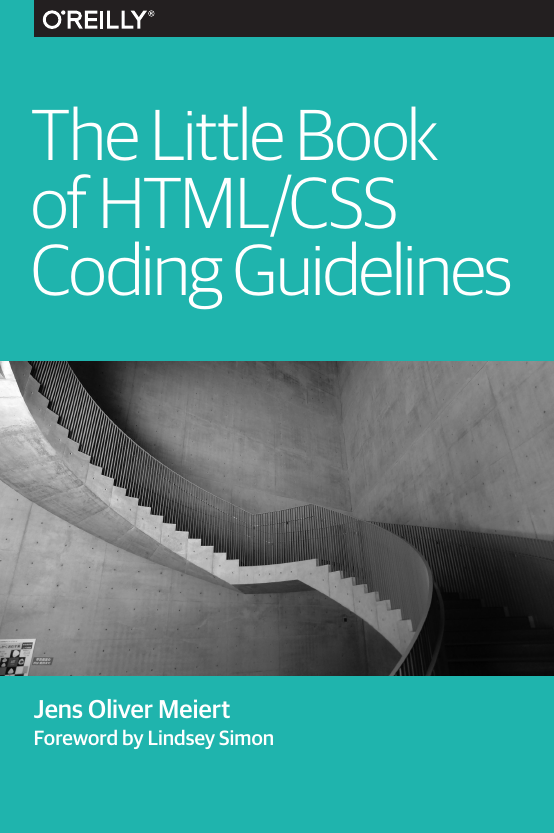 O'REILLY®
The Little Book
of HTML/CSS
Coding Guidelines
Jens Oliver Meiert
Foreword by Lindsey Simon